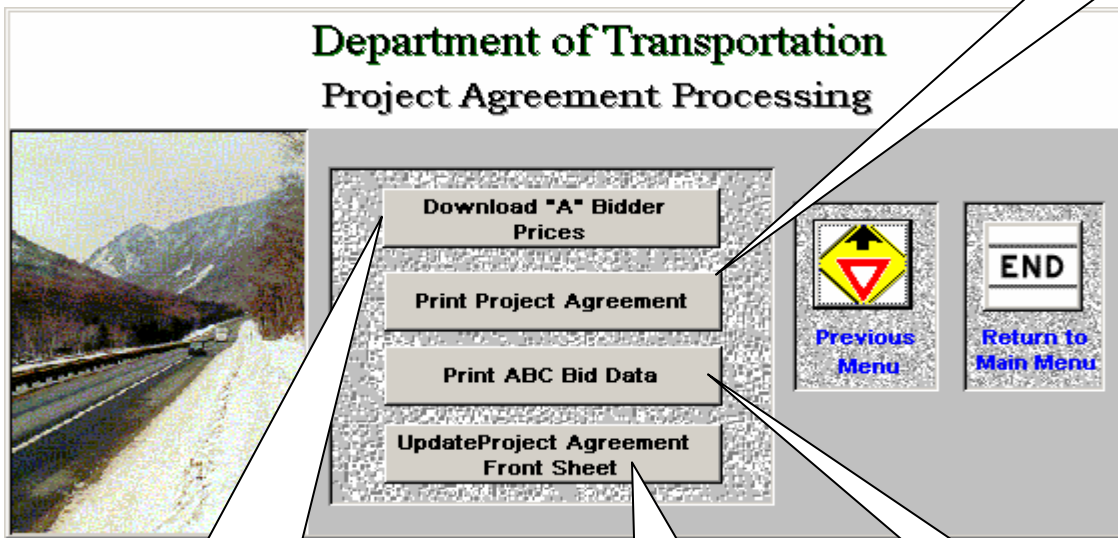 Department of Transportation
Project Agreement Processing
Download "A" Bidder
Prices
Print Project Agreement
Print ABC Bid Data
UpdateProject Agreement
Front Sheet
Previous
Menu
END
Return to
Main Menu